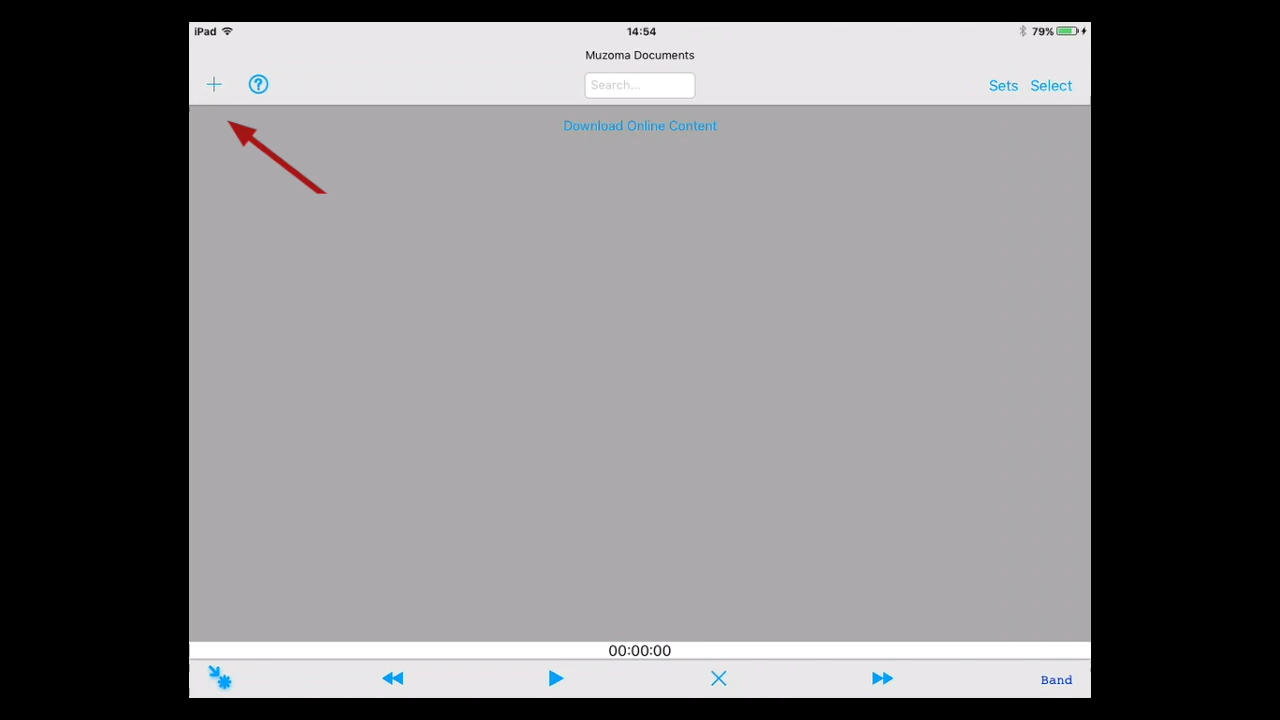 iPad 14:54 79%
Muzoma Documents
? Search... Sets Select
Download Online Content
00:00:00
Band